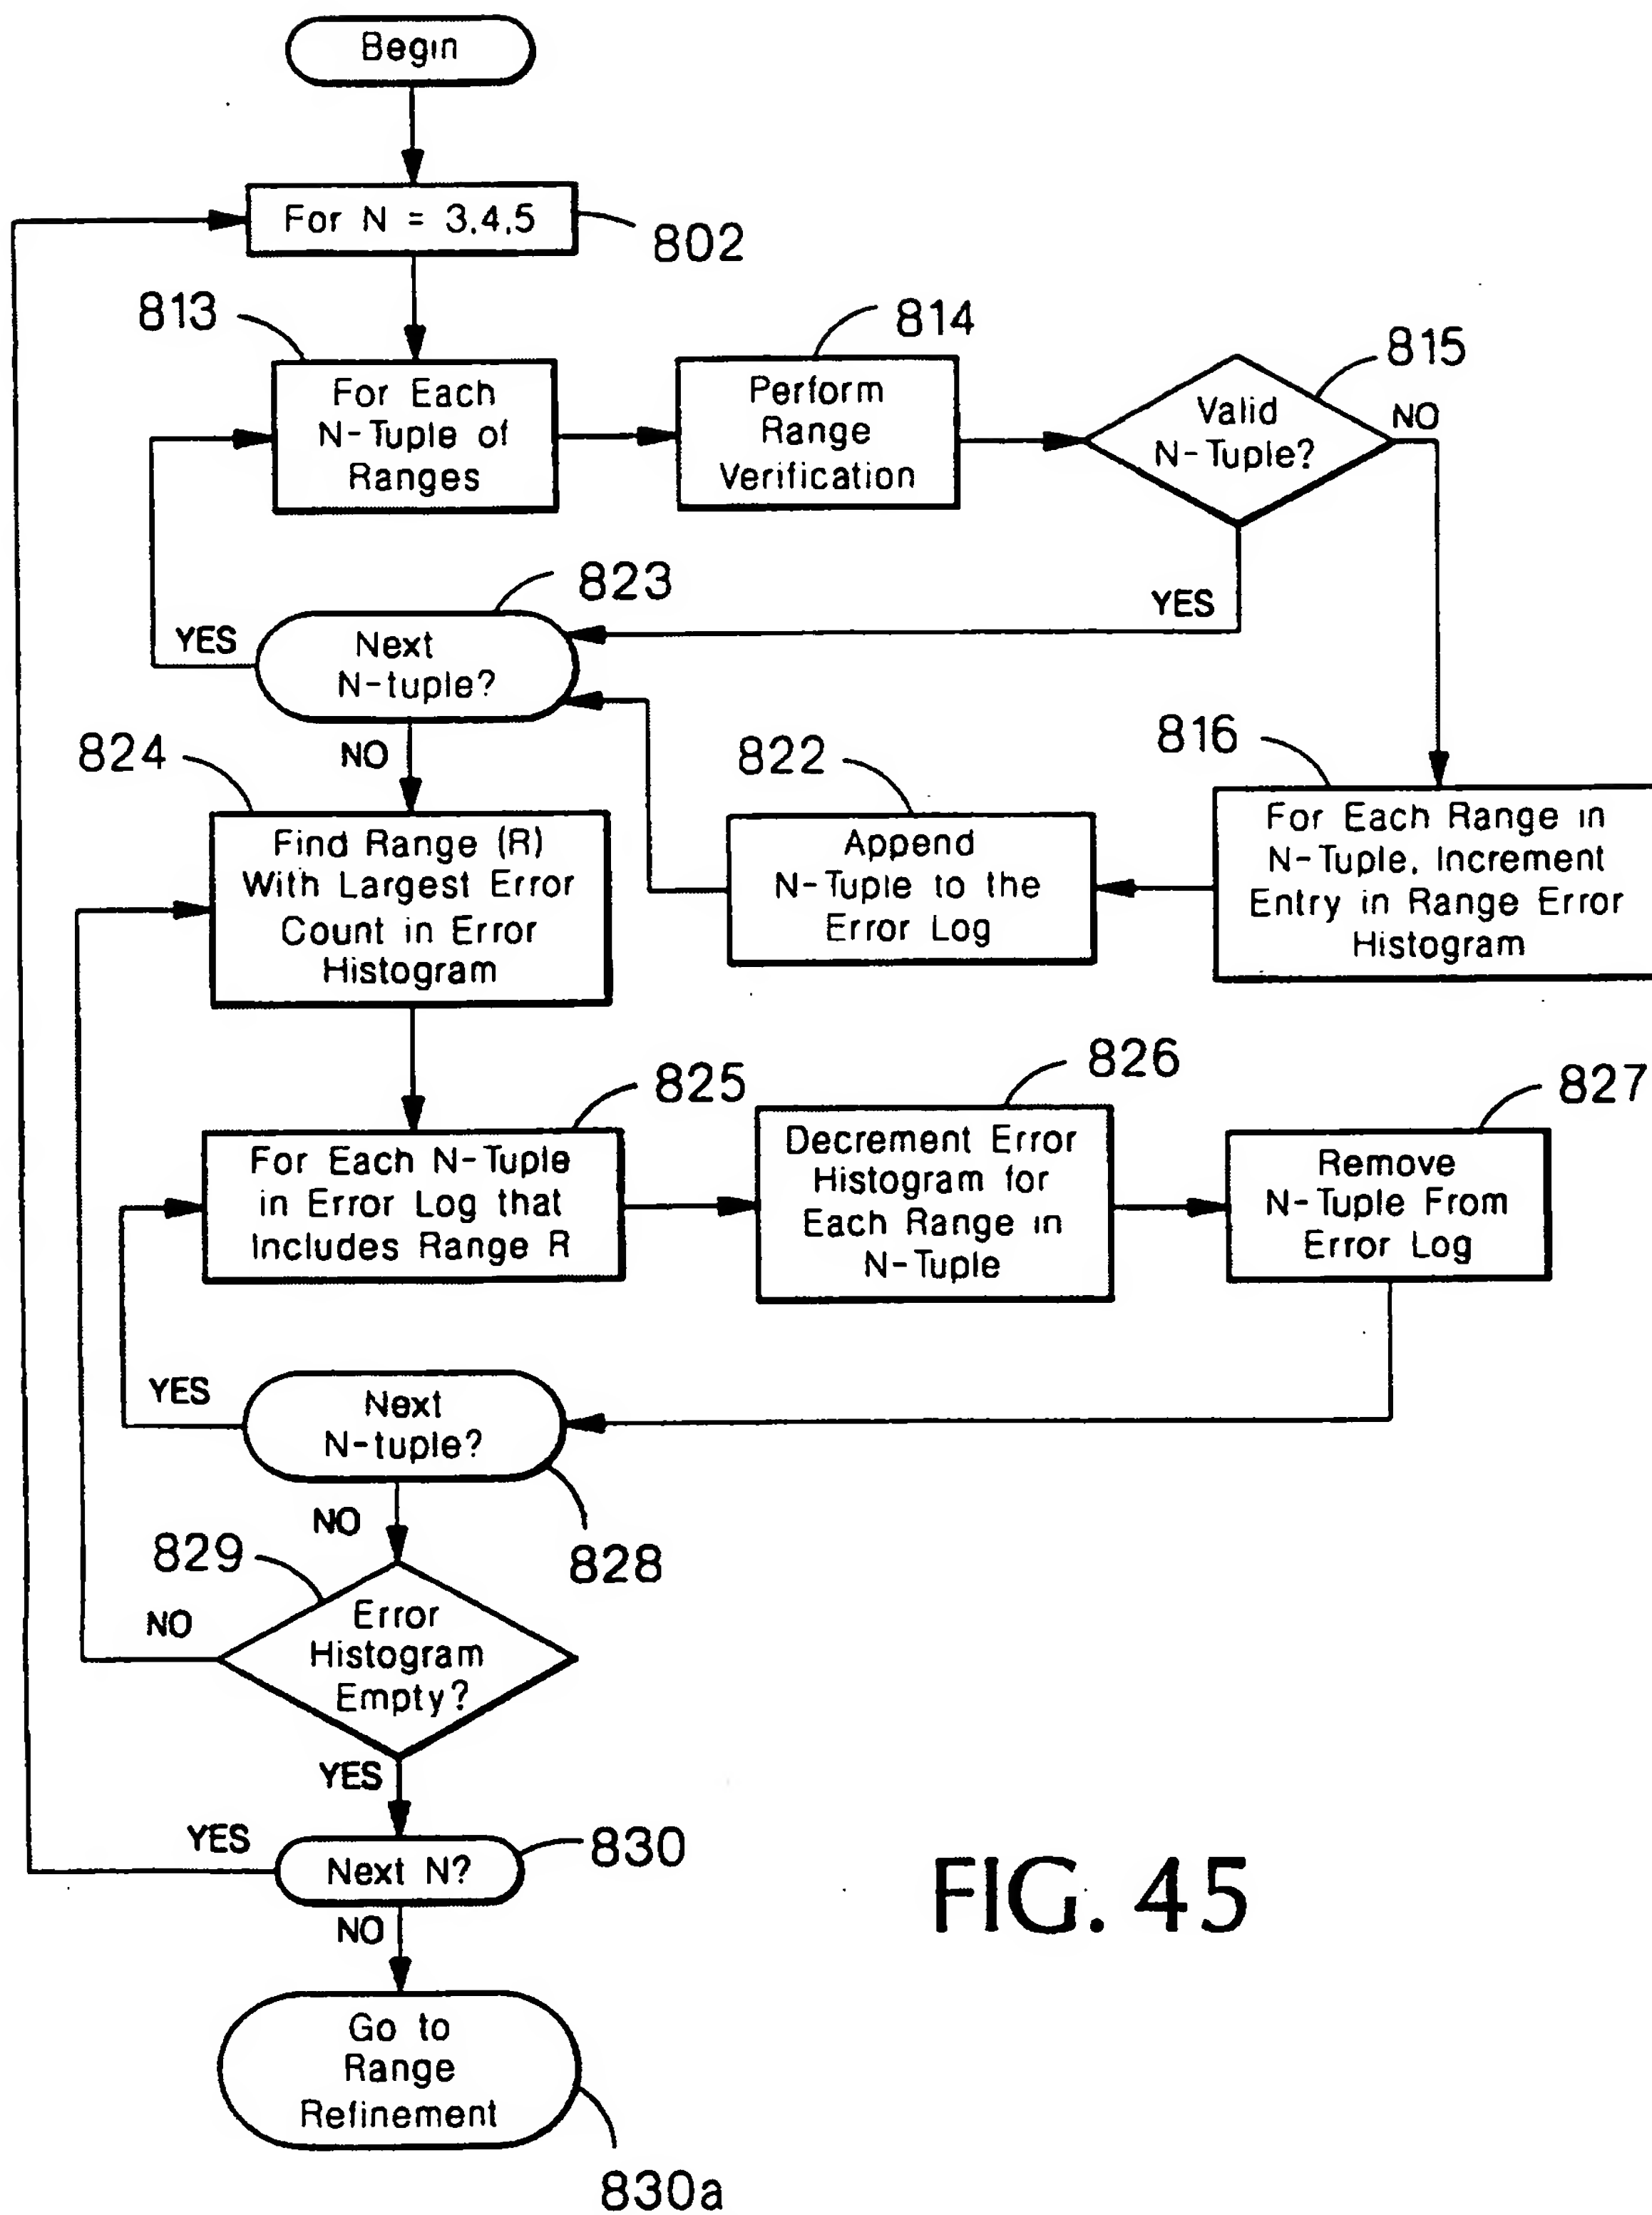 Begin
For N = 3,4,5
802
813
For Each
N-Tuple of
Ranges
814
Perform
Range
Verification
815
Valid
N-Tuple?
NO
YES
823
Next
N-tuple?
YES
NO
816
For Each Range in
N-Tuple, Increment
Entry in Range Error
Histogram
822
Append
N-Tuple to the
Error Log
824
Find Range (R)
With Largest Error
Count in Error
Histogram
825
For Each N-Tuple
in Error Log that
Includes Range R
826
Decrement Error
Histogram for
Each Range in
N-Tuple
827
Remove
N-Tuple From
Error Log
YES
Next
N-tuple?
828
NO
829
Error
Histogram
Empty?
NO
YES
YES
Next N?
830
NO
Go to
Range
Refinement
830a
FIG. 45